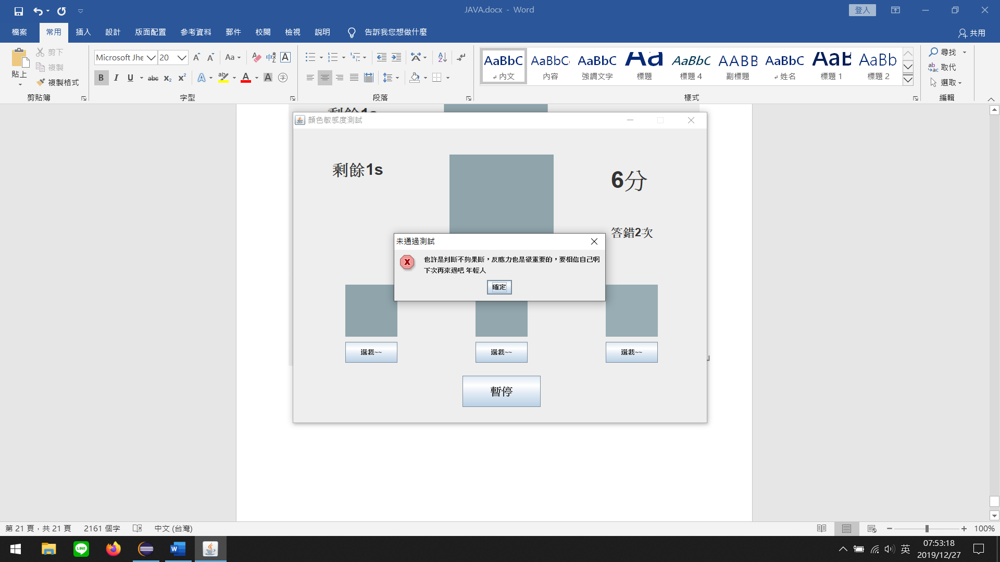 JAVA.docx - Word
登入
檔案
常用
插入
設計
版面配置
參考資料
郵件
校閱
檢視
說明
告訴我您想做什麼
共用
貼上
剪下
複製
複製格式
剪貼簿
Microsoft Jhe
20
字型
段落
AaBbC
內文
AaBbC
內容
AaBbC
強調文字
Aa
標題
AaBbC
標題 4
AABB
副標題
AaBbC
姓名
AaB
標題 1
AaBb
標題 2
樣式
尋找
取代
選取
編輯
顏色敏感度測試
剩餘1s
6分
答錯2次
未通過測試
也許是判斷不夠果斷，反應力也是很重要的，要相信自己啊
下次再來過吧 年輕人
確定
選我~~
選我~~
選我~~
暫停
第 21 頁，共 21 頁
2161 個字
中文 (台灣)
100%
LINE
英
07:53:18
2019/12/27